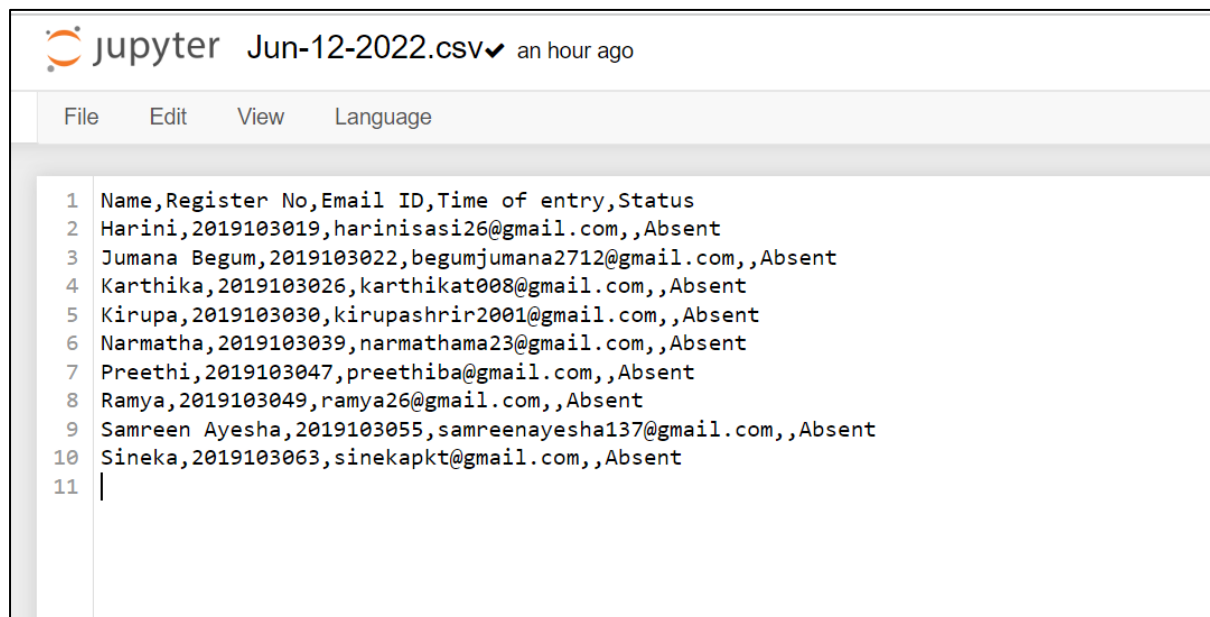 jupyter Jun-12-2022.csv✔ an hour ago
File Edit View Language
1 Name,Register No,Email ID,Time of entry,Status
2 Harini,2019103019,harinisasi26@gmail.com,,Absent
3 Jumana Begum,2019103022,begumjumana2712@gmail.com,,Absent
4 Karthika,2019103026,karthikat008@gmail.com,,Absent
5 Kirupa,2019103030,kirupashrir2001@gmail.com,,Absent
6 Narmatha,2019103039,narmathama23@gmail.com,,Absent
7 Preethi,2019103047,preethiba@gmail.com,,Absent
8 Ramya,2019103049,ramya26@gmail.com,,Absent
9 Samreen Ayesha,2019103055,samreenayesha137@gmail.com,,Absent
10 Sineka,2019103063,sinekapkt@gmail.com,,Absent
11